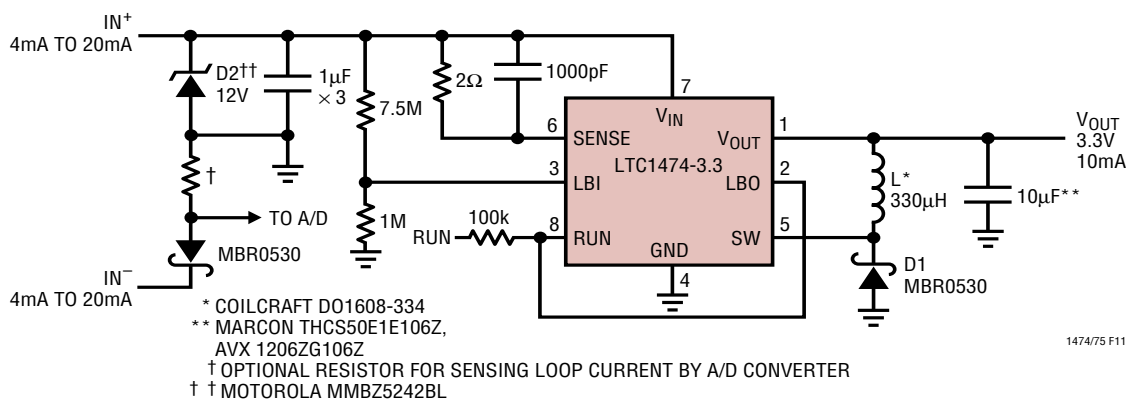 IN+
4mA TO 20mA
D2††
12V
1µF
× 3
7.5M
2Ω
1000pF
7
VIN
6
SENSE
VOUT
1
LTC1474-3.3
VOUT
3.3V
10mA
3
LBI
LBO
2
L*
330µH
10µF**
†
TO A/D
1M
100k
RUN
8
RUN
SW
5
GND
4
D1
MBR0530
MBR0530
IN−
4mA TO 20mA
* COILCRAFT DO1608-334
** MARCON THCS50E1E106Z,
AVX 1206ZG106Z
† OPTIONAL RESISTOR FOR SENSING LOOP CURRENT BY A/D CONVERTER
† † MOTOROLA MMBZ5242BL
1474/75 F11